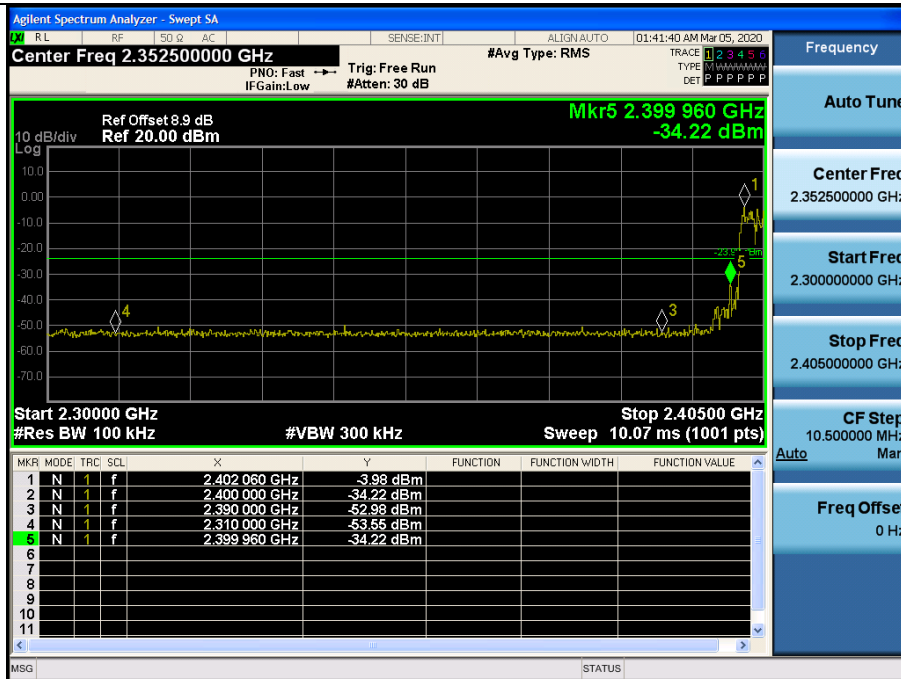 Agilent Spectrum Analyzer - Swept SA
LXI RL RF 50 Ω AC SENSE:INT ALIGN AUTO 01:41:40 AM Mar 05, 2020
Center Freq 2.352500000 GHz
#Avg Type: RMS
TRACE 1 2 3 4 5 6
PNO: Fast Trig: Free Run
TYPE M WWWWW
IFGain:Low #Atten: 30 dB
DET P P P P P P
Mkr5 2.399 960 GHz
-34.22 dBm
Ref Offset 8.9 dB
10 dB/div Ref 20.00 dBm
Log
10.0
0.00
-10.0
-20.0
-30.0
-40.0
-50.0
-60.0
-70.0
1
5
4
3
Start 2.30000 GHz Stop 2.40500 GHz
#Res BW 100 kHz #VBW 300 kHz Sweep 10.07 ms (1001 pts)
MKR MODE TRC SCL X Y FUNCTION FUNCTION WIDTH FUNCTION VALUE
1 N 1 f 2.402 060 GHz -3.98 dBm
2 N 1 f 2.400 000 GHz -34.22 dBm
3 N 1 f 2.390 000 GHz -52.98 dBm
4 N 1 f 2.310 000 GHz -53.55 dBm
5 N 1 f 2.399 960 GHz -34.22 dBm
6
7
8
9
10
11
MSG STATUS
Frequency
Auto Tune
Center Freq
2.352500000 GHz
Start Freq
2.300000000 GHz
Stop Freq
2.405000000 GHz
CF Step
10.500000 MHz
Auto Man
Freq Offset
0 Hz